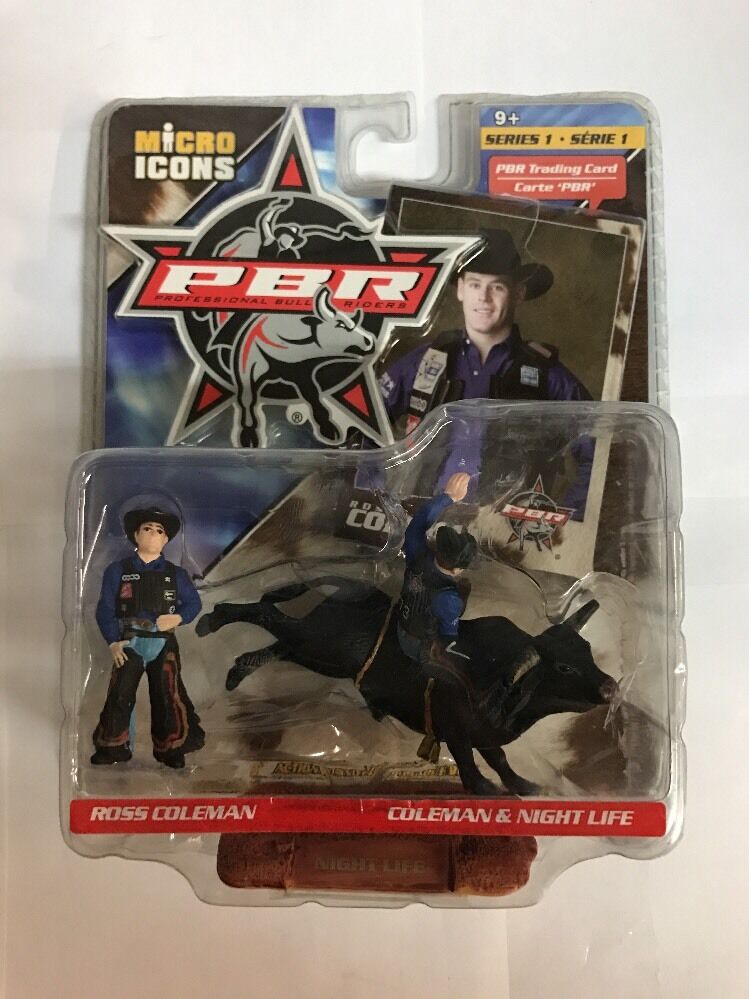 MiCRO
ICONS
9+
SERIES 1 • SÉRIE 1
PBR Trading Card
Carte 'PBR'
PBR
PROFESSIONAL BULL RIDERS
®
PBR
ROSS COLEMAN
COLEMAN & NIGHT LIFE
NIGHT LIFE